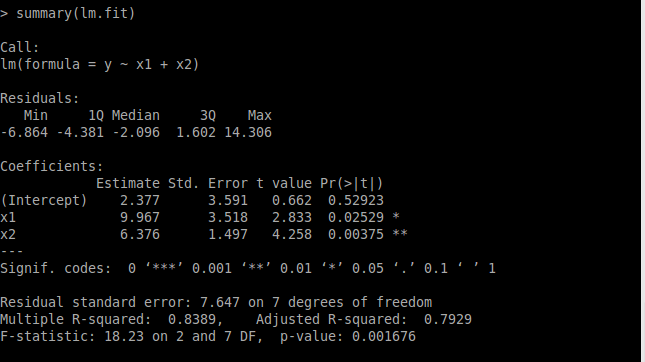 > summary(lm.fit)
Call:
lm(formula = y ~ x1 + x2)
Residuals:
   Min     1Q Median     3Q    Max
-6.864 -4.381 -2.096  1.602 14.306
Coefficients:
            Estimate Std. Error t value Pr(>|t|)
(Intercept)    2.377      3.591   0.662  0.52923
x1             9.967      3.518   2.833  0.02529 *
x2             6.376      1.497   4.258  0.00375 **
---
Signif. codes:  0 ‘***’ 0.001 ‘**’ 0.01 ‘*’ 0.05 ‘.’ 0.1 ‘ ’ 1
Residual standard error: 7.647 on 7 degrees of freedom
Multiple R-squared:  0.8389,    Adjusted R-squared:  0.7929
F-statistic: 18.23 on 2 and 7 DF,  p-value: 0.001676